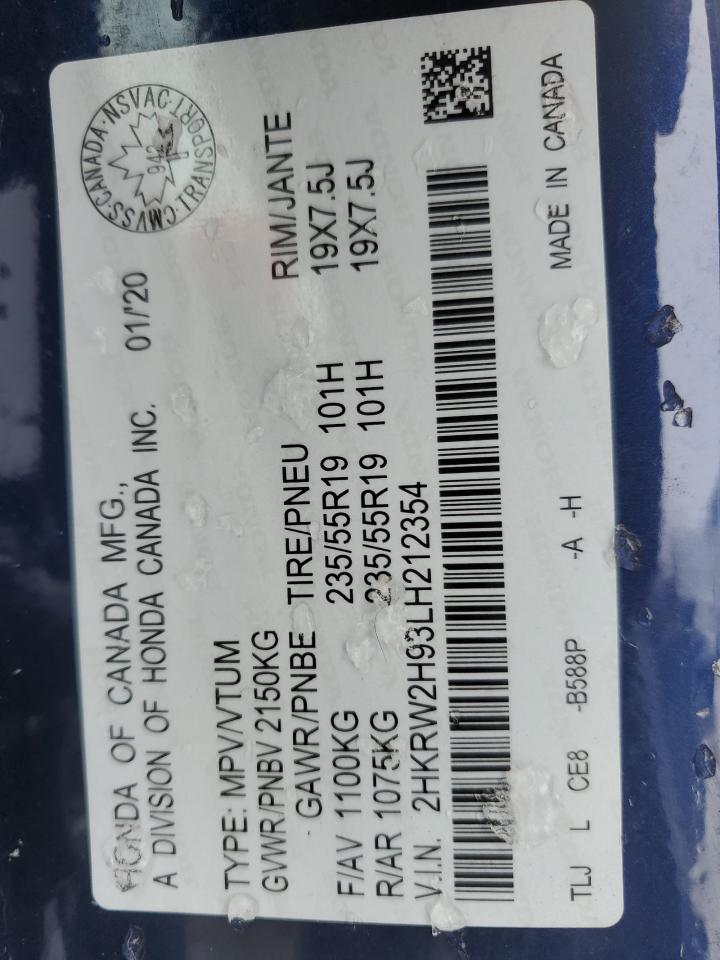 HONDA OF CANADA MFG.,
A DIVISION OF HONDA CANADA INC. 01/'20
CMVSS·CANADA·NSVAC·TRANSPORT·
942
TYPE: MPV/VTUM
GVWR/PNBV 2150KG
GAWR/PNBE TIRE/PNEU RIM/JANTE
F/AV 1100KG 235/55R19 101H 19X7.5J
R/AR 1075KG 235/55R19 101H 19X7.5J
V.I.N. 2HKRW2H93LH212354
TLJ L CE8 -B588P -A -H MADE IN CANADA